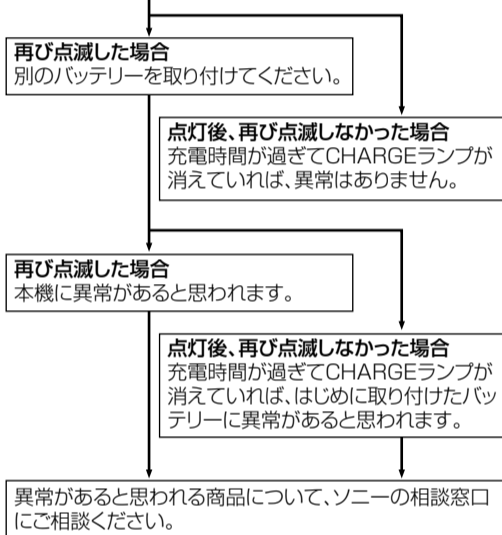 再び点滅した場合
別のバッテリーを取り付けてください。
点灯後、再び点滅しなかった場合
充電時間が過ぎてCHARGEランプが
消えていれば、異常はありません。
再び点滅した場合
本機に異常があると思われます。
点灯後、再び点滅しなかった場合
充電時間が過ぎてCHARGEランプが
消えていれば、はじめに取り付けたバッ
テリーに異常があると思われます。
異常があると思われる商品について、ソニーの相談窓口
にご相談ください。